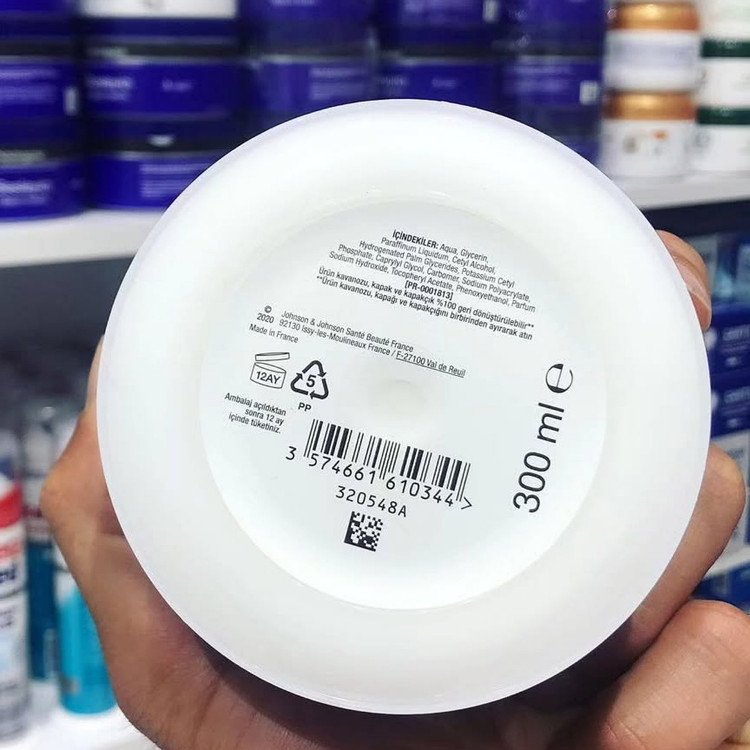 İÇİNDEKİLER: Aqua, Glycerin,
Paraffinum Liquidum, Cetyl Alcohol,
Hydrogenated Palm Glycerides, Potassium Cetyl
Phosphate, Caprylyl Glycol, Carbomer, Sodium Polyacrylate,
Sodium Hydroxide, Tocopheryl Acetate, Phenoxyethanol, Parfum
[PR-0001813]
Ürün kavanozu, kapak ve kapakçık %100 geri dönüştürülebilir**
**Ürün kavanozu, kapağı ve kapakçığını birbirinden ayırarak atın
© 2020 Johnson & Johnson Santé Beauté France
92130 Issy-les-Moulineaux France / F-27100 Val de Reuil
Made in France
12AY
5
PP
Ambalaj açıldıktan
sonra 12 ay
içinde tüketiniz.
3 574661 610344 >
320548A
300 ml e